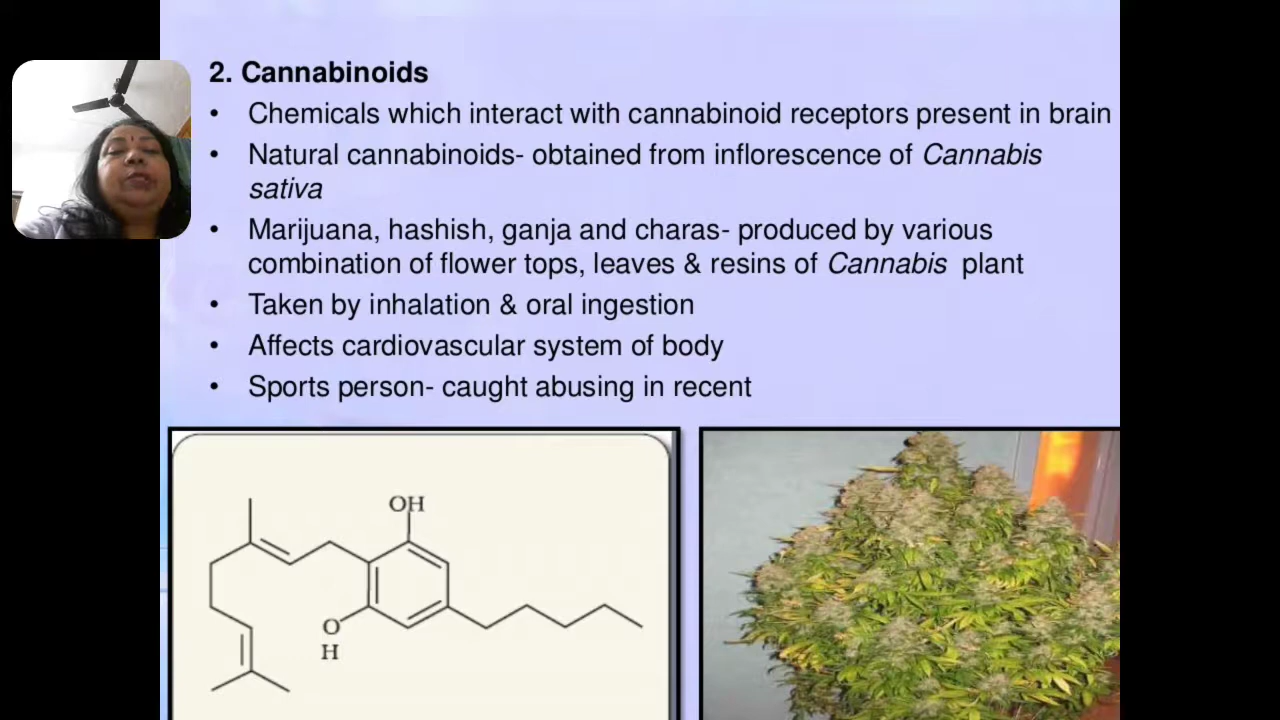 2. Cannabinoids
• Chemicals which interact with cannabinoid receptors present in brain
• Natural cannabinoids- obtained from inflorescence of Cannabis
sativa
• Marijuana, hashish, ganja and charas- produced by various
combination of flower tops, leaves & resins of Cannabis plant
• Taken by inhalation & oral ingestion
• Affects cardiovascular system of body
• Sports person- caught abusing in recent
OH
O
H